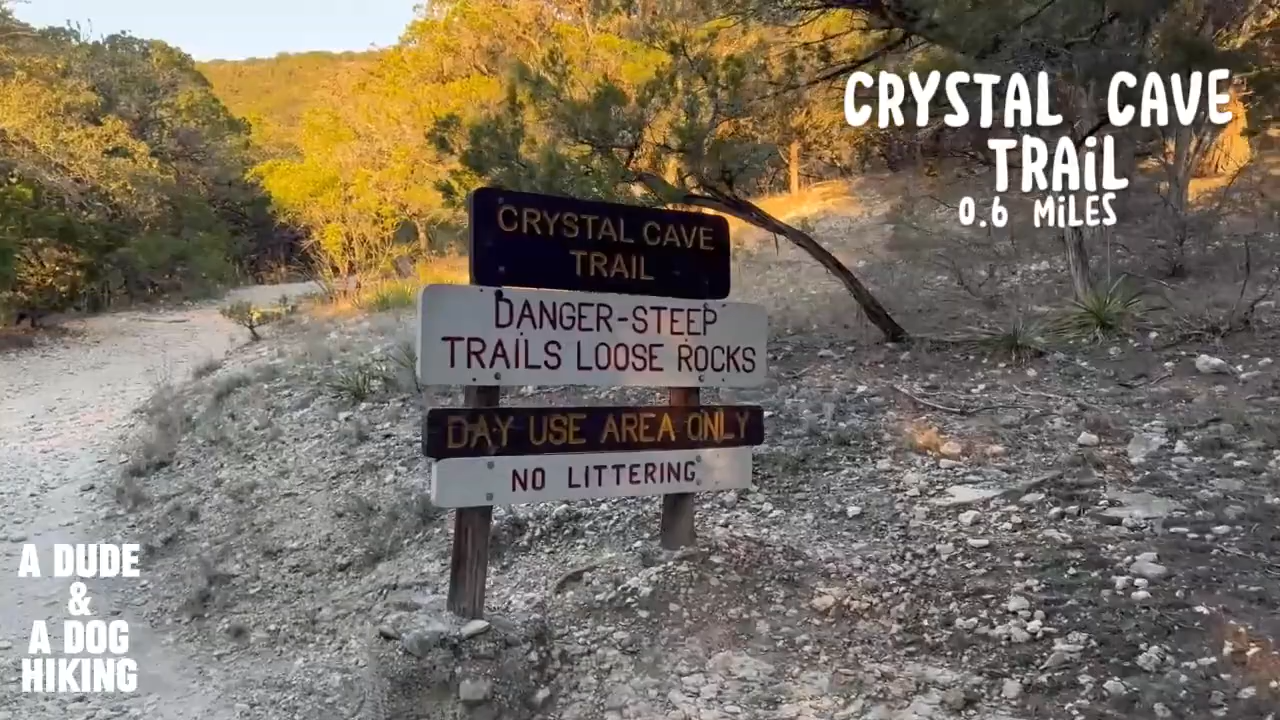 CRYSTAL CAVE
TRAIL
0.6 MILES
CRYSTAL CAVE
TRAIL
DANGER-STEEP
TRAILS LOOSE ROCKS
DAY USE AREA ONLY
NO LITTERING
A DUDE
&
A DOG
HIKING